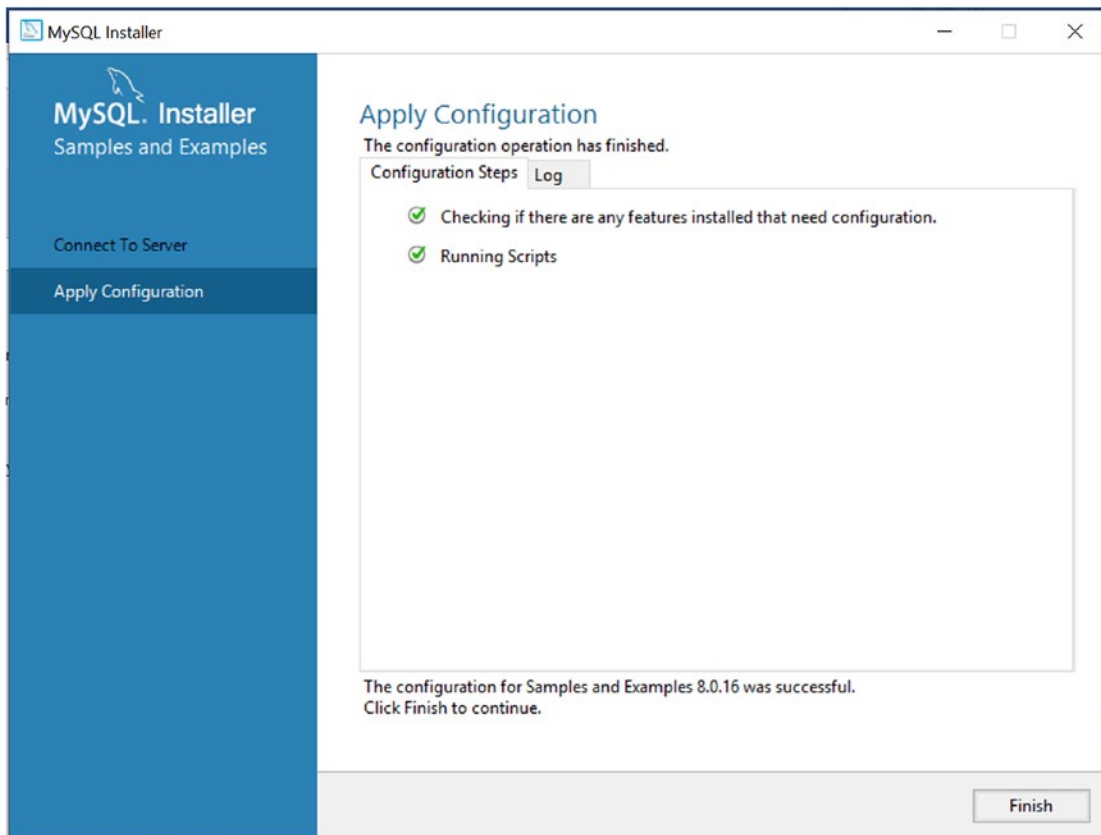 MySQL Installer
MySQL. Installer
Samples and Examples
Connect To Server
Apply Configuration
Apply Configuration
The configuration operation has finished.
Configuration Steps
Log
Checking if there are any features installed that need configuration.
Running Scripts
The configuration for Samples and Examples 8.0.16 was successful.
Click Finish to continue.
Finish